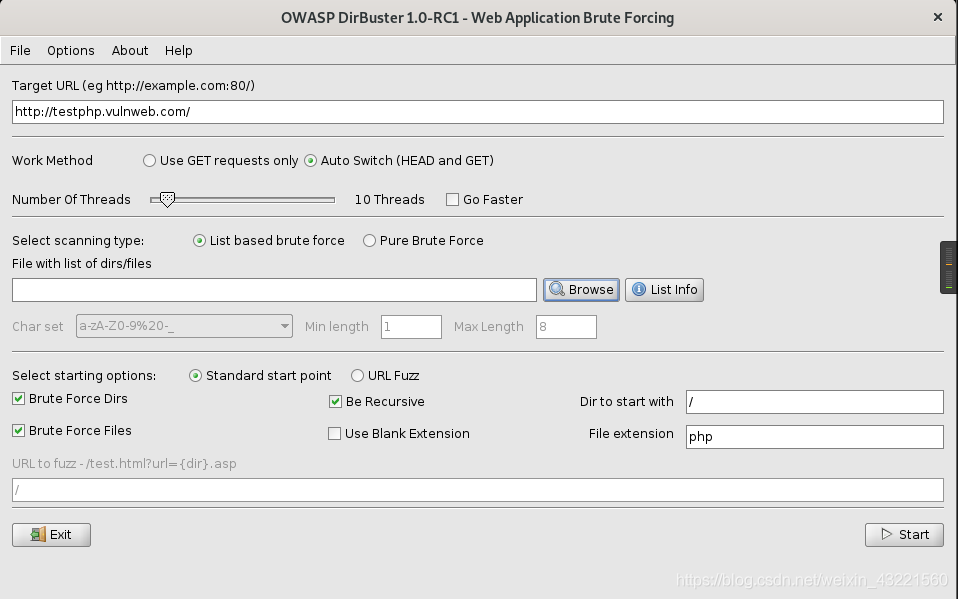 OWASP DirBuster 1.0-RC1 - Web Application Brute Forcing
File Options About Help
Target URL (eg http://example.com:80/)
http://testphp.vulnweb.com/
Work Method Use GET requests only Auto Switch (HEAD and GET)
Number Of Threads 10 Threads Go Faster
Select scanning type: List based brute force Pure Brute Force
File with list of dirs/files
Browse List Info
Char set a-zA-Z0-9%20-_ Min length 1 Max Length 8
Select starting options: Standard start point URL Fuzz
Brute Force Dirs Be Recursive Dir to start with /
Brute Force Files Use Blank Extension File extension php
URL to fuzz - /test.html?url={dir}.asp
/
Exit Start
https://blog.csdn.net/weixin_43221560